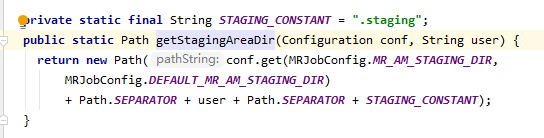 private static final String STAGING_CONSTANT = ".staging";
public static Path getStagingAreaDir(Configuration conf, String user) {
return new Path( pathString: conf.get(MRJobConfig.MR_AM_STAGING_DIR,
MRJobConfig.DEFAULT_MR_AM_STAGING_DIR)
+ Path.SEPARATOR + user + Path.SEPARATOR + STAGING_CONSTANT);
}